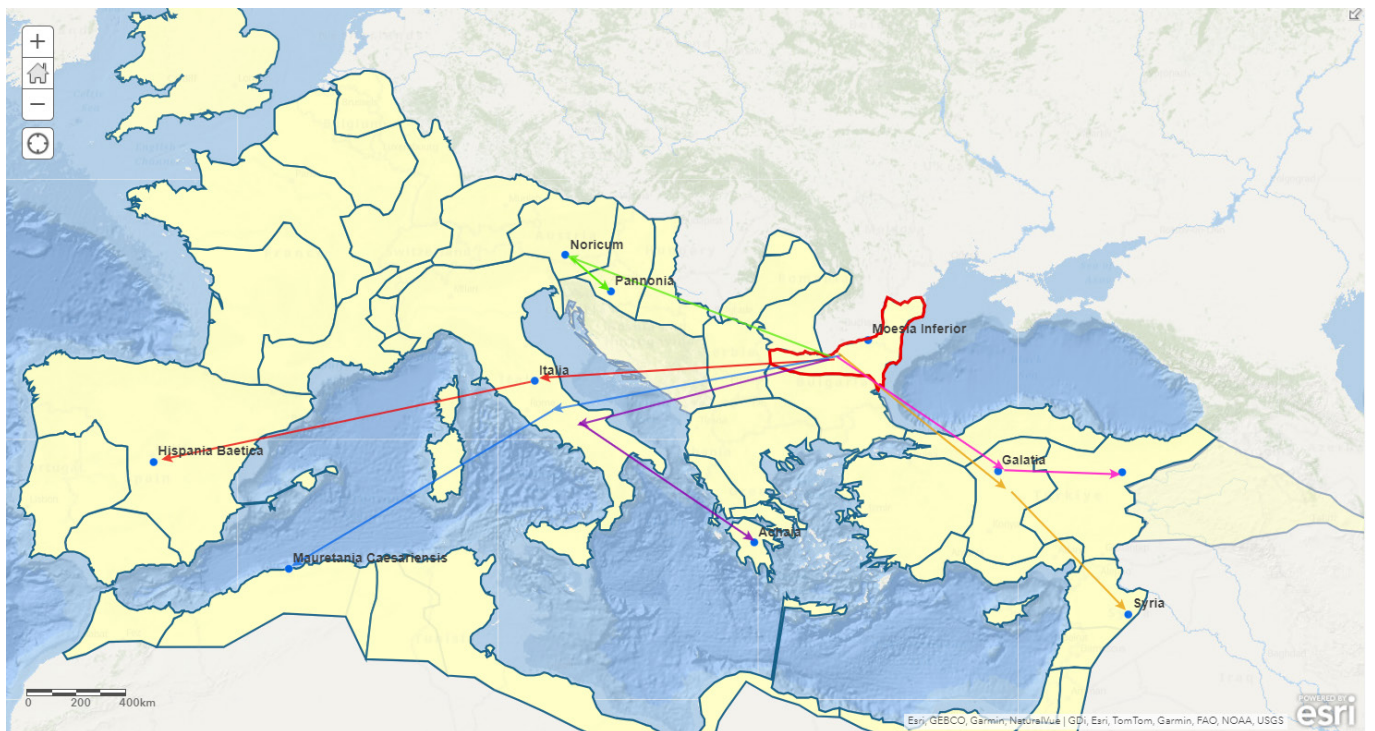 +
−
Noricum
Pannonia
Moesia Inferior
Italia
Hispania Baetica
Galatia
Achaia
Mauretania Caesariensis
Syria
0 200 400km
POWERED BY
esri
Esri, GEBCO, Garmin, NaturalVue | GDi, Esri, TomTom, Garmin, FAO, NOAA, USGS